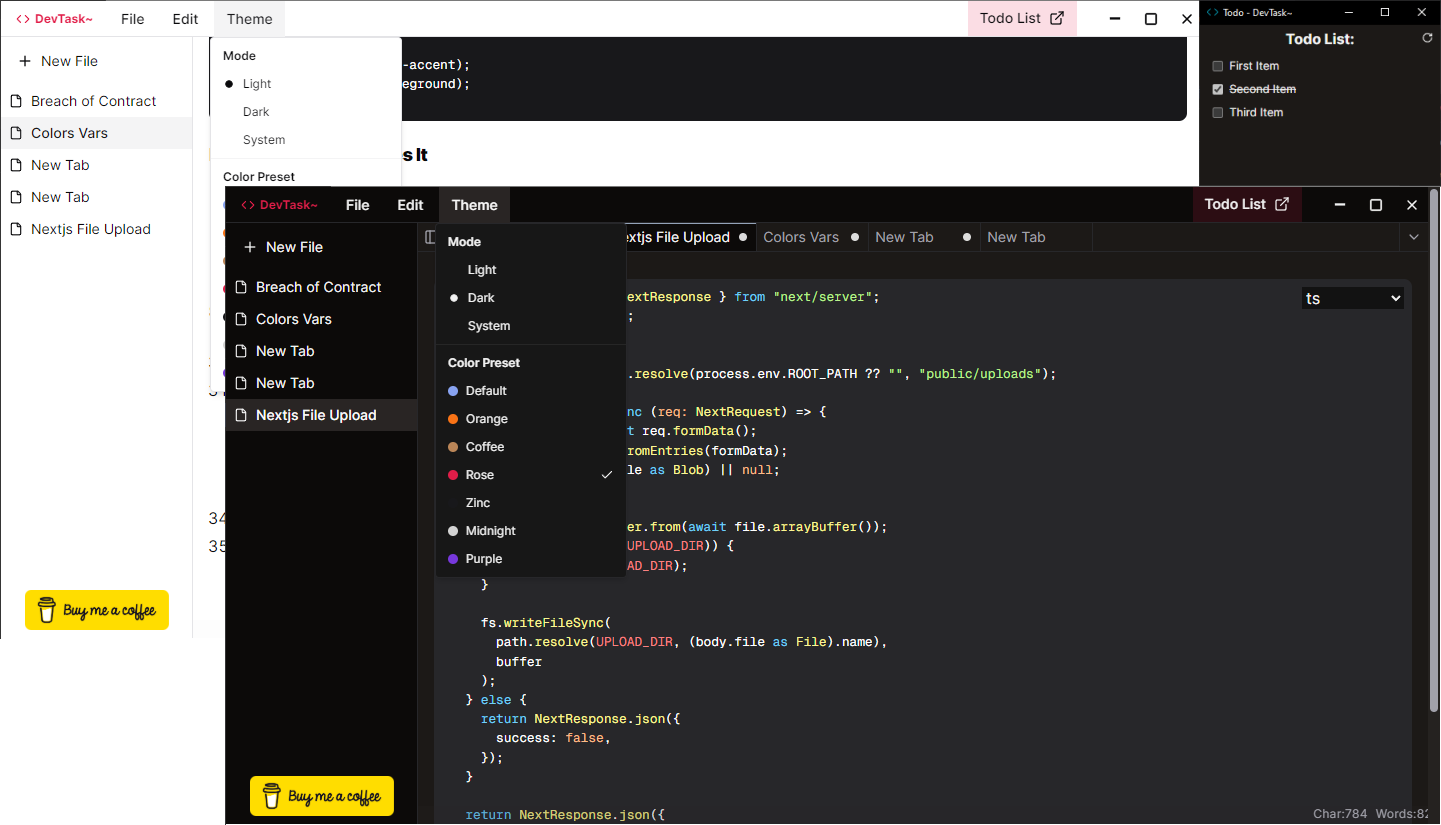 DevTask~ File Edit Theme Todo List
New File
Breach of Contract
Colors Vars
New Tab
New Tab
Nextjs File Upload
Buy me a coffee
Mode
Light
Dark
System
Color Preset
-accent);
eground);
s It
34
35
Todo - DevTask~
Todo List:
First Item
Second Item
Third Item
DevTask~ File Edit Theme Todo List
New File
Breach of Contract
Colors Vars
New Tab
New Tab
Nextjs File Upload
Buy me a coffee
Mode
Light
Dark
System
Color Preset
Default
Orange
Coffee
Rose
Zinc
Midnight
Purple
extjs File Upload Colors Vars New Tab New Tab
ts
extResponse } from "next/server";
;
.resolve(process.env.ROOT_PATH ?? "", "public/uploads");
nc (req: NextRequest) => {
t req.formData();
romEntries(formData);
le as Blob) || null;
er.from(await file.arrayBuffer());
UPLOAD_DIR)) {
AD_DIR);
}
fs.writeFileSync(
path.resolve(UPLOAD_DIR, (body.file as File).name),
buffer
);
} else {
return NextResponse.json({
success: false,
});
}
return NextResponse.json({
Char:784 Words:82